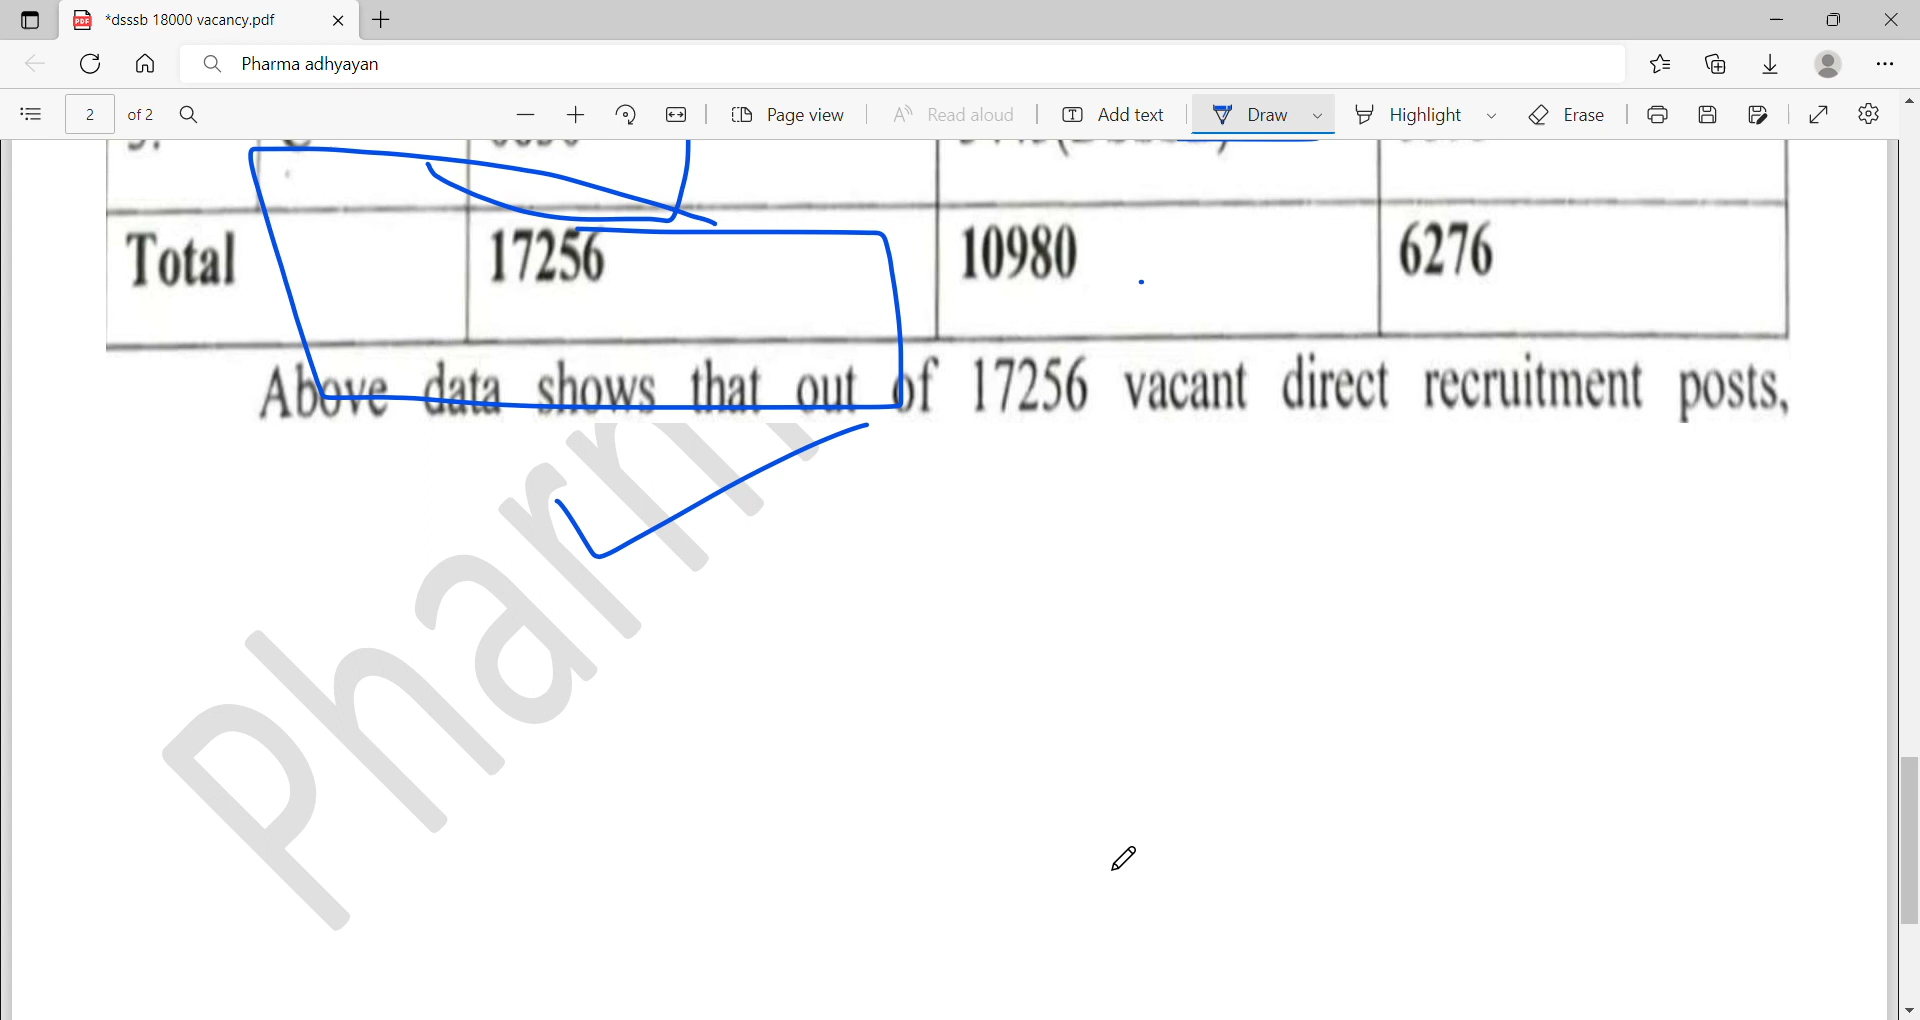 *dsssb 18000 vacancy.pdf
Pharma adhyayan
2 of 2 Page view Read aloud Add text Draw Highlight Erase
Total 17256 10980 6276
Above data shows that out of 17256 vacant direct recruitment posts,